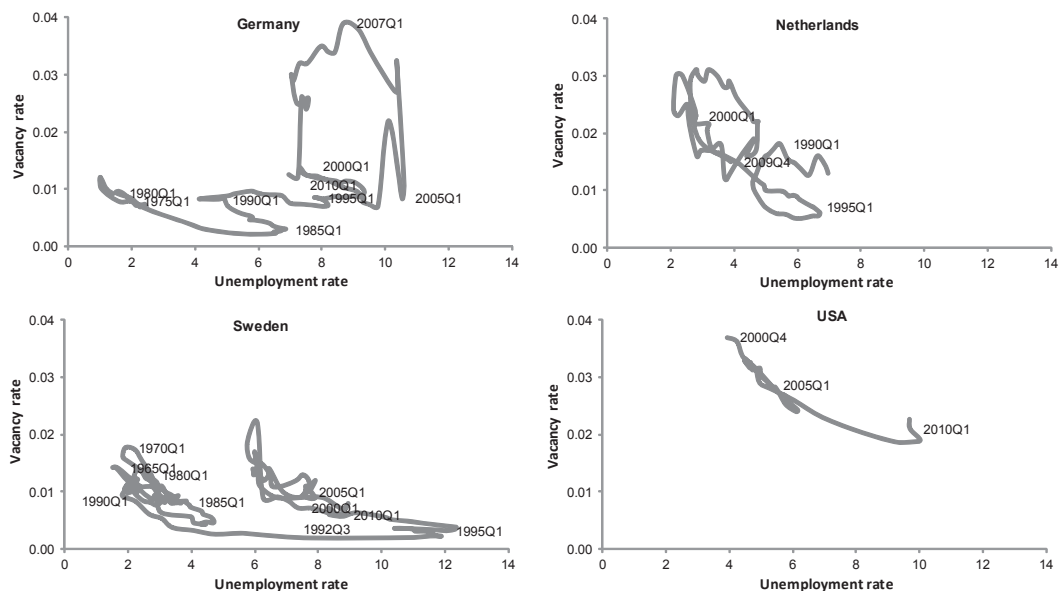 Germany
Vacancy rate
0.04
0.03
0.02
0.01
0.00
2007Q1
2000Q1
2010Q1
1995Q1
2005Q1
1980Q1
1975Q1
1990Q1
1985Q1
0 2 4 6 8 10 12 14
Unemployment rate
Netherlands
Vacancy rate
0.04
0.03
0.02
0.01
0.00
2000Q1
1990Q1
2009Q4
1995Q1
0 2 4 6 8 10 12 14
Unemployment rate
Sweden
Vacancy rate
0.04
0.03
0.02
0.01
0.00
1970Q1
1965Q1
1980Q1
1990Q1
1985Q1
2005Q1
2000Q1
2010Q1
1992Q3
1995Q1
0 2 4 6 8 10 12 14
Unemployment rate
USA
Vacancy rate
0.04
0.03
0.02
0.01
0.00
2000Q4
2005Q1
2010Q1
0 2 4 6 8 10 12 14
Unemployment rate